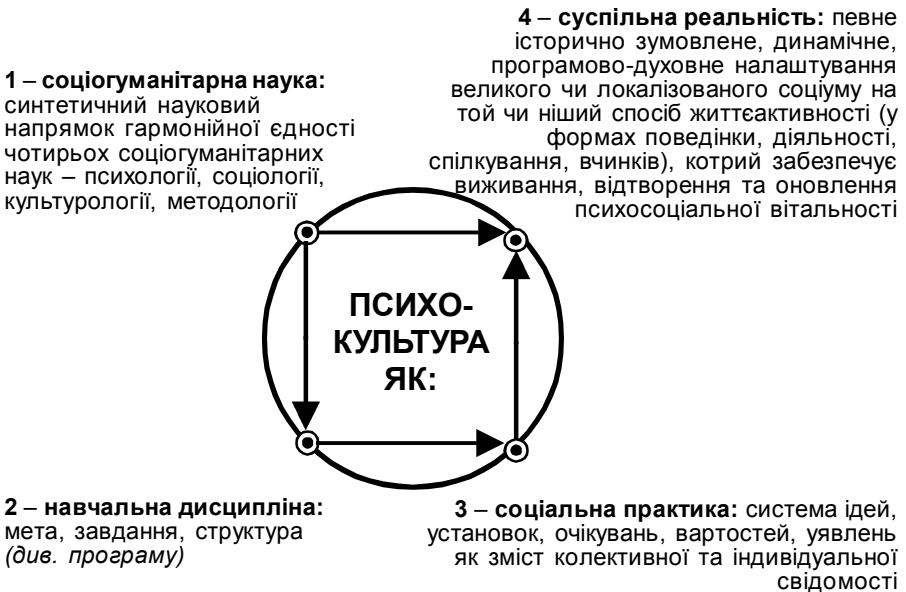 1 – соціогуманітарна наука:
синтетичний науковий
напрямок гармонійної єдності
чотирьох соціогуманітарних
наук – психології, соціології,
культурології, методології
4 – суспільна реальність: певне
історично зумовлене, динамічне,
програмово-духовне налаштування
великого чи локалізованого соціуму на
той чи ніший спосіб життєактивності (у
формах поведінки, діяльності,
спілкування, вчинків), котрий забезпечує
виживання, відтворення та оновлення
психосоціальної вітальності
ПСИХО-
КУЛЬТУРА
ЯК:
2 – навчальна дисципліна:
мета, завдання, структура
(див. програму)
3 – соціальна практика: система ідей,
установок, очікувань, вартостей, уявлень
як зміст колективної та індивідуальної
свідомості